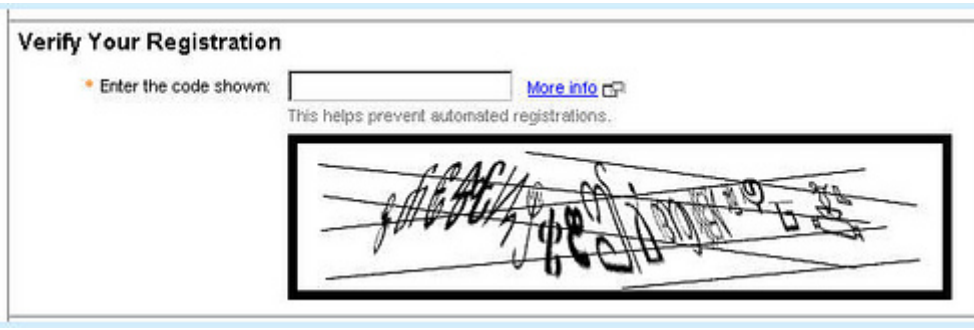 Verify Your Registration
* Enter the code shown: More info
This helps prevent automated registrations.